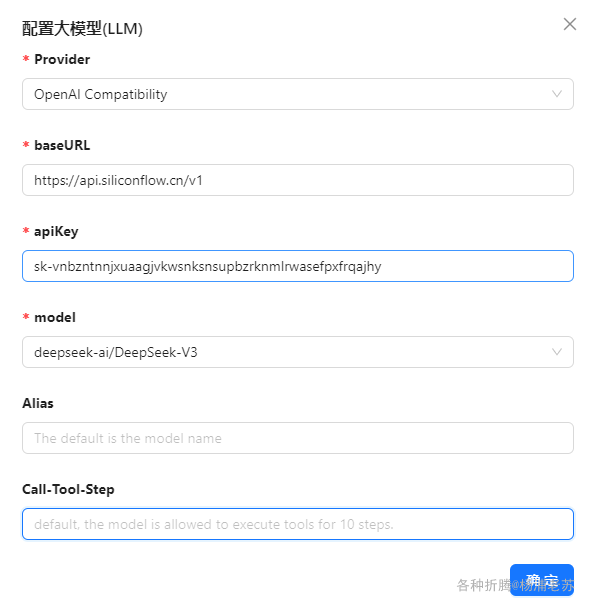 配置大模型(LLM)
* Provider
OpenAI Compatibility
* baseURL
https://api.siliconflow.cn/v1
* apiKey
sk-vnbzntnnjxuaagjvkwsnksnsupbzrknmlrwasefpxfrqajhy
* model
deepseek-ai/DeepSeek-V3
Alias
The default is the model name
Call-Tool-Step
default, the model is allowed to execute tools for 10 steps.
确 定
各种折腾@杨浦老苏